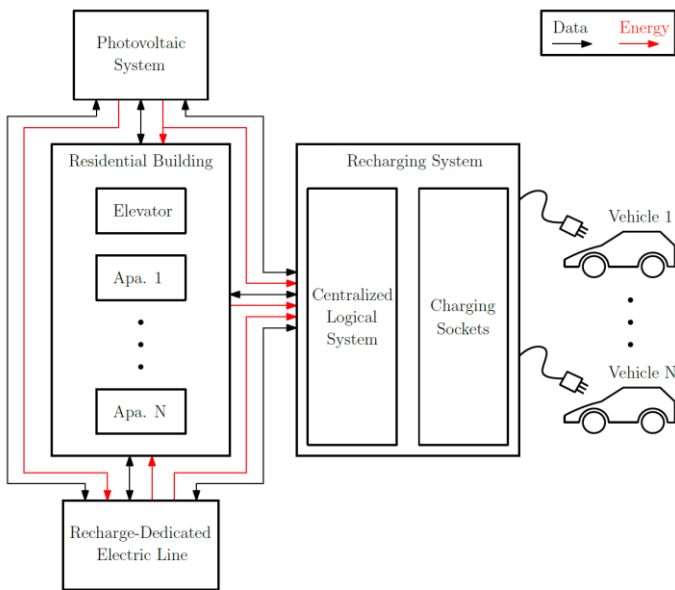 Photovoltaic
System
Data
Energy
Residential Building
Elevator
Apa. 1
Apa. N
Recharging System
Centralized
Logical
System
Charging
Sockets
Vehicle 1
Vehicle N
Recharge-Dedicated
Electric Line